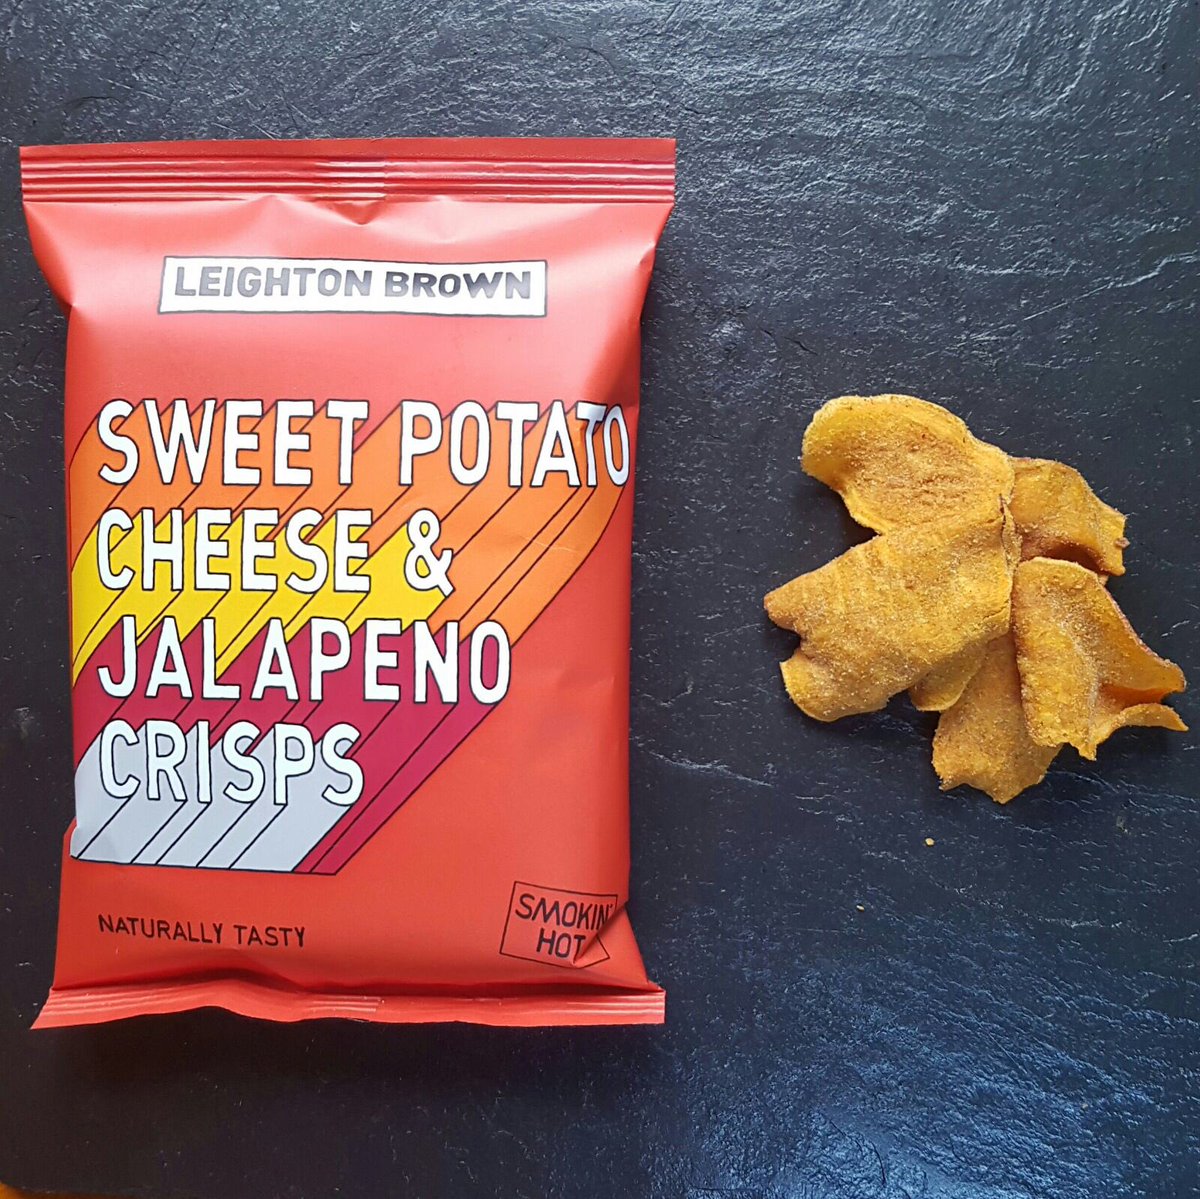 LEIGHTON BROWN
SWEET POTATO
CHEESE &
JALAPENO
CRISPS
NATURALLY TASTY
SMOKIN'
HOT